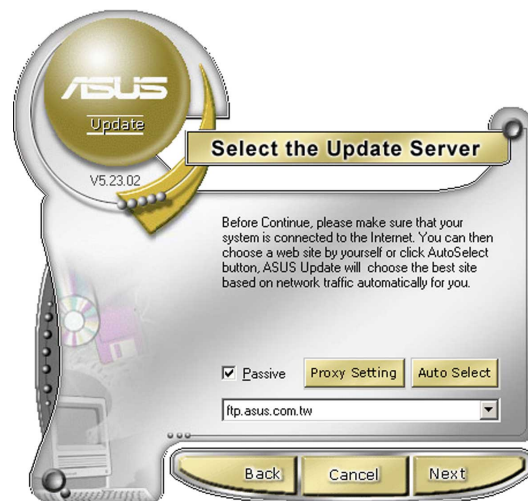 ASUS
Update
V5.23.02
Select the Update Server
Before Continue, please make sure that your
system is connected to the Internet. You can then
choose a web site by yourself or click AutoSelect
button, ASUS Update will choose the best site
based on network traffic automatically for you.
Passive
Proxy Setting
Auto Select
ftp.asus.com.tw
Back
Cancel
Next